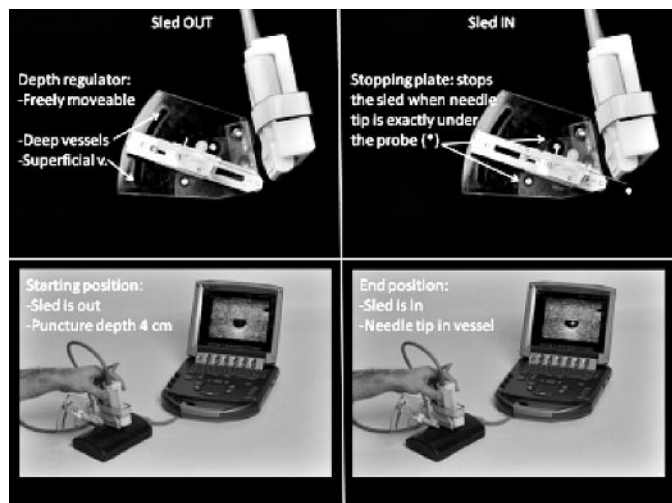 Sled OUT
Depth regulator:
-Freely moveable
-Deep vessels
-Superficial v.
Sled IN
Stopping plate: stops
the sled when needle
tip is exactly under
the probe (*)
Starting position:
-Sled is out
-Puncture depth 4 cm
End position:
-Sled is in
-Needle tip in vessel